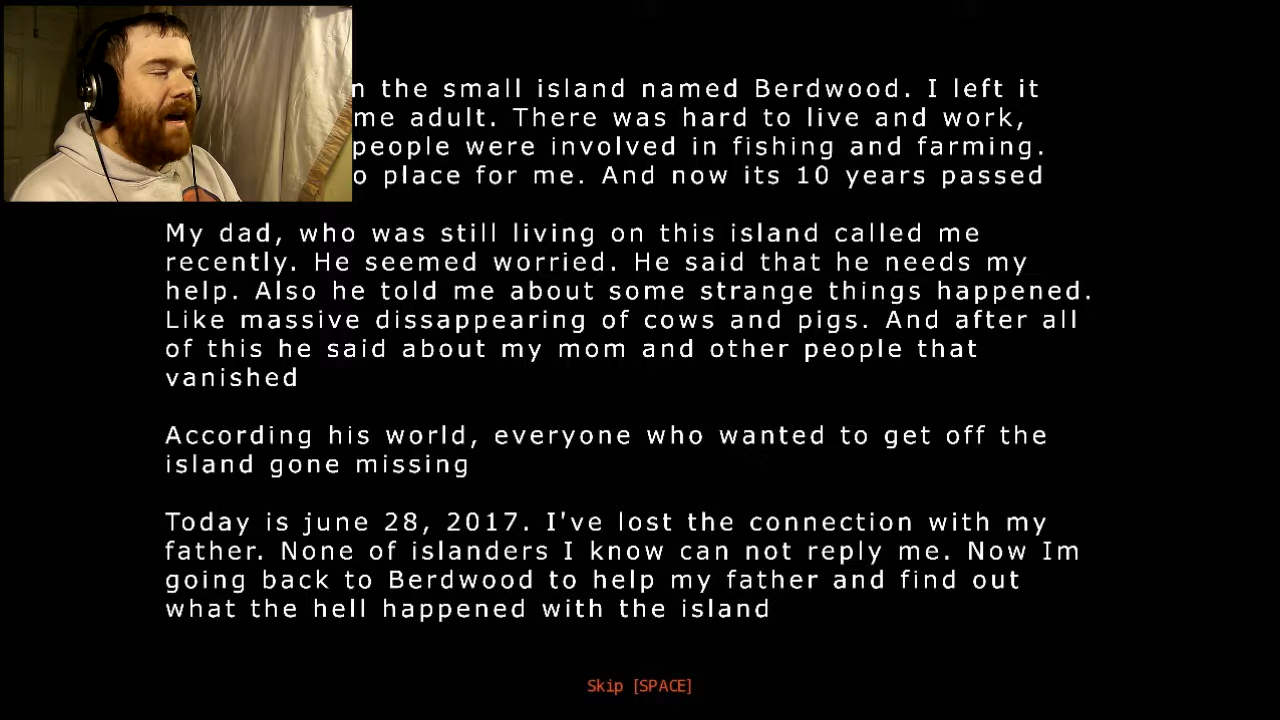 the small island named Berdwood. I left it
me adult. There was hard to live and work,
people were involved in fishing and farming.
place for me. And now its 10 years passed
My dad, who was still living on this island called me
recently. He seemed worried. He said that he needs my
help. Also he told me about some strange things happened.
Like massive dissappearing of cows and pigs. And after all
of this he said about my mom and other people that
vanished
According his world, everyone who wanted to get off the
island gone missing
Today is june 28, 2017. I've lost the connection with my
father. None of islanders I know can not reply me. Now Im
going back to Berdwood to help my father and find out
what the hell happened with the island
Skip [SPACE]